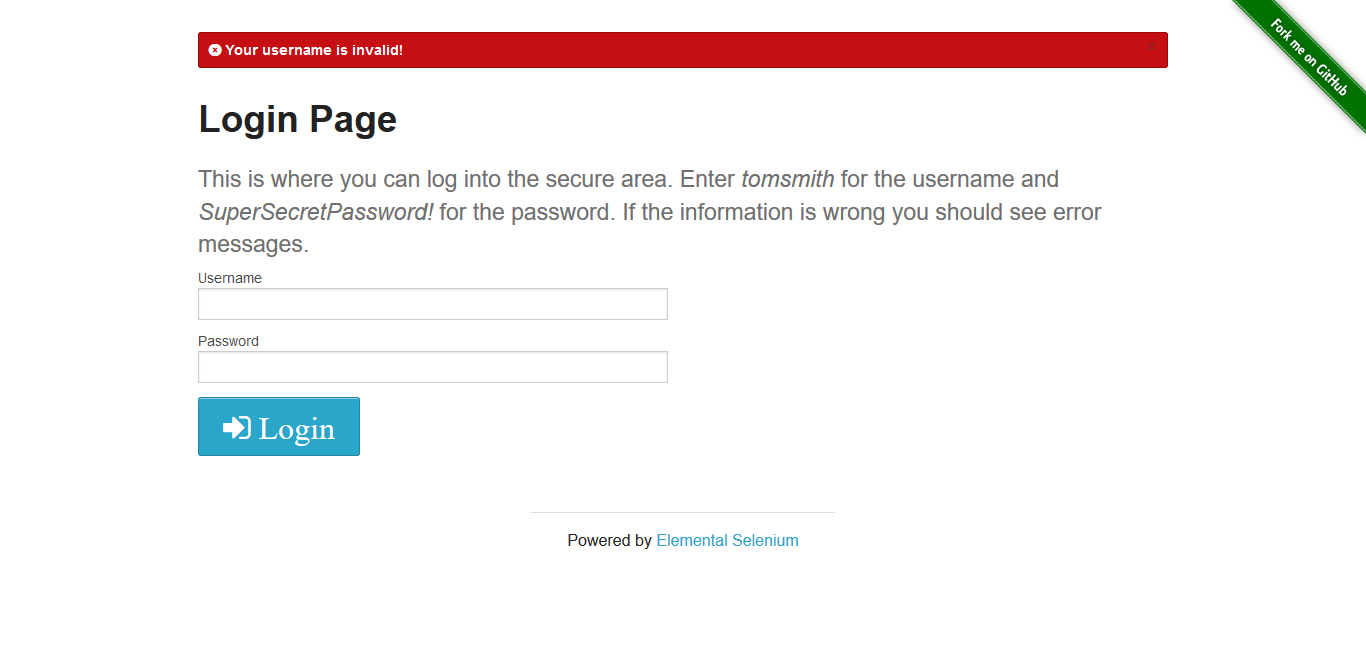 Your username is invalid!
Fork me on GitHub
Login Page
This is where you can log into the secure area. Enter tomsmith for the username and
SuperSecretPassword! for the password. If the information is wrong you should see error
messages.
Username
Password
Login
Powered by Elemental Selenium